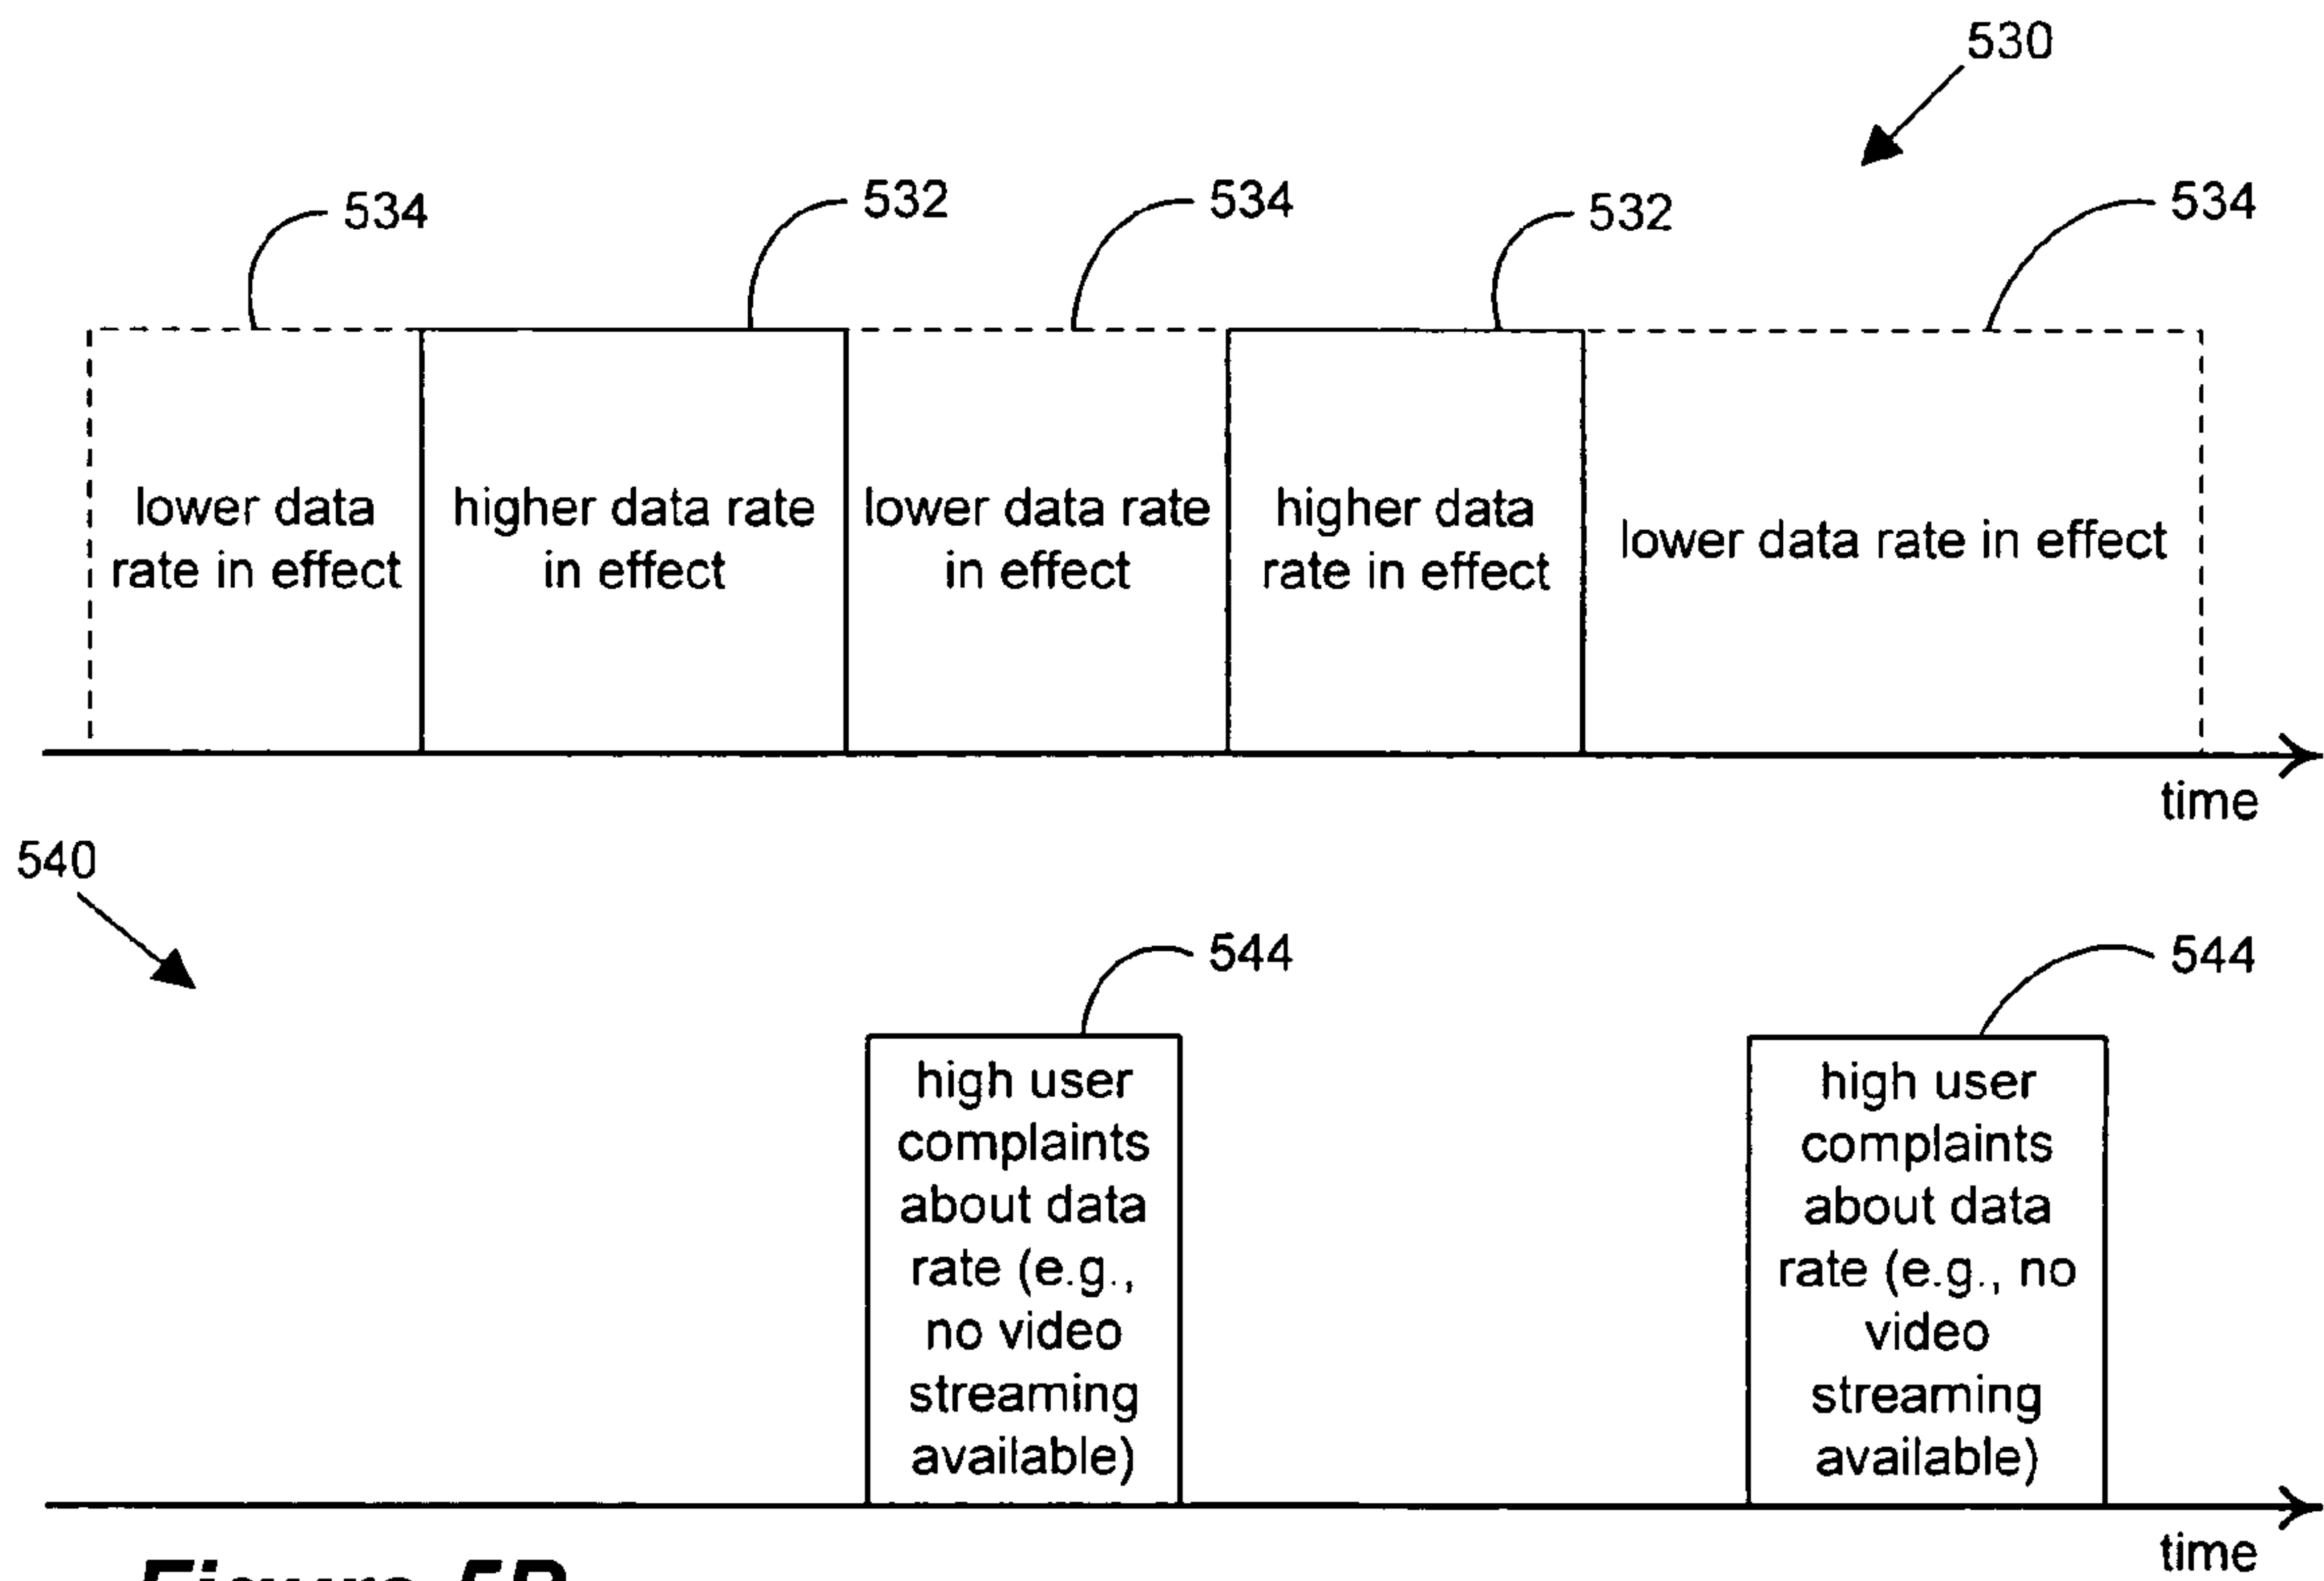 530
534
532
534
532
534
lower data
rate in effect
higher data rate
in effect
lower data rate
in effect
higher data
rate in effect
lower data rate in effect
time
540
544
544
high user
complaints
about data
rate (e.g.,
no video
streaming
available)
high user
complaints
about data
rate (e.g., no
video
streaming
available)
time